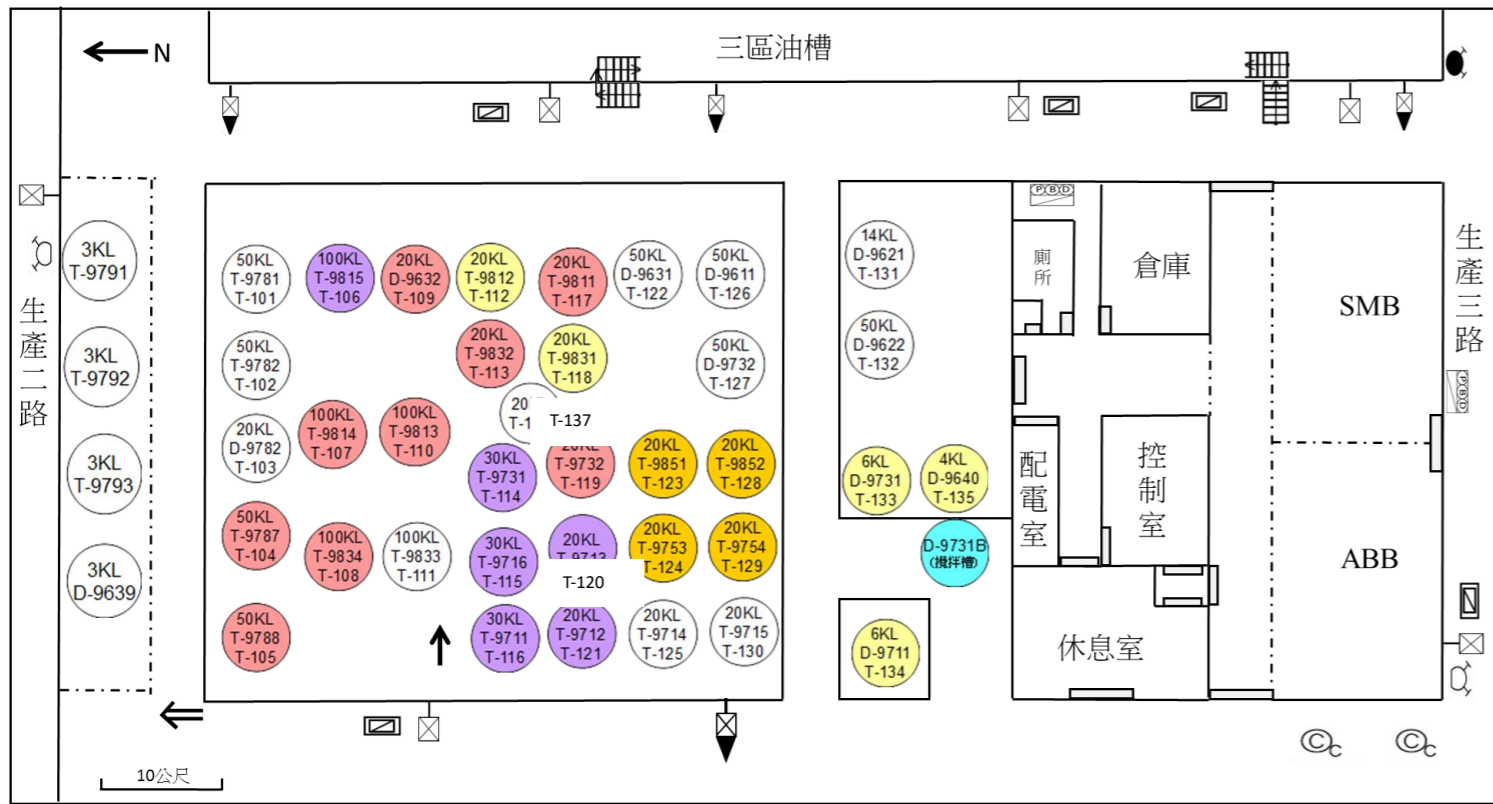 N
三區油槽
生產二路
3KL
T-9791
3KL
T-9792
3KL
T-9793
3KL
D-9639
50KL
T-9781
T-101
100KL
T-9815
T-106
20KL
D-9632
T-109
20KL
T-9812
T-112
20KL
T-9811
T-117
50KL
D-9631
T-122
50KL
D-9611
T-126
50KL
T-9782
T-102
20KL
T-9832
T-113
20KL
T-9831
T-118
50KL
D-9732
T-127
20KL
D-9782
T-103
100KL
T-9814
T-107
100KL
T-9813
T-110
T-137
30KL
T-9731
T-114
20KL
T-9732
T-119
20KL
T-9851
T-123
20KL
T-9852
T-128
50KL
T-9787
T-104
100KL
T-9834
T-108
100KL
T-9833
T-111
30KL
T-9716
T-115
20KL
T-120
20KL
T-9753
T-124
20KL
T-9754
T-129
50KL
T-9788
T-105
30KL
T-9711
T-116
20KL
T-9712
T-121
20KL
T-9714
T-125
20KL
T-9715
T-130
14KL
D-9621
T-131
50KL
D-9622
T-132
6KL
D-9731
T-133
4KL
D-9640
T-135
D-9731B
(攪拌槽)
6KL
D-9711
T-134
PBD
廁所
倉庫
配電室
控制室
休息室
SMB
ABB
生產三路
PBD
C C
C C
10公尺